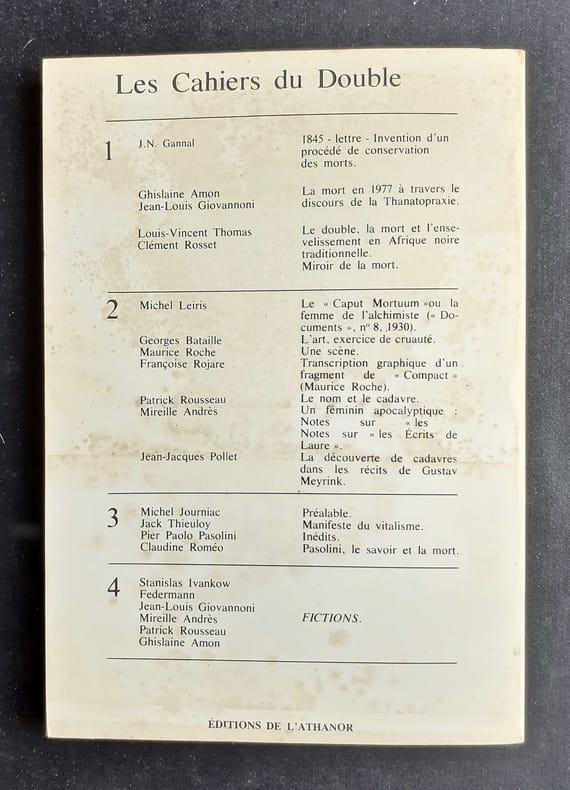 Les Cahiers du Double
1 J.N. Gannal 1845 - lettre - Invention d'un
procédé de conservation
des morts.
Ghislaine Amon La mort en 1977 à travers le
Jean-Louis Giovannoni discours de la Thanatopraxie.
Louis-Vincent Thomas Le double, la mort et l'ense-
Clément Rosset velissement en Afrique noire
traditionnelle.
Miroir de la mort.
2 Michel Leiris Le « Caput Mortuum »ou la
femme de l'alchimiste (« Do-
cuments », n° 8, 1930).
Georges Bataille L'art, exercice de cruauté.
Maurice Roche Une scène.
Françoise Rojare Transcription graphique d'un
fragment de « Compact »
(Maurice Roche).
Patrick Rousseau Le nom et le cadavre.
Mireille Andrès Un féminin apocalyptique :
Notes sur « les
Notes sur « les Écrits de
Laure ».
Jean-Jacques Pollet La découverte de cadavres
dans les récits de Gustav
Meyrink.
3 Michel Journiac Préalable.
Jack Thieuloy Manifeste du vitalisme.
Pier Paolo Pasolini Inédits.
Claudine Roméo Pasolini, le savoir et la mort.
4 Stanislas Ivankow
Federmann
Jean-Louis Giovannoni
Mireille Andrès FICTIONS.
Patrick Rousseau
Ghislaine Amon
ÉDITIONS DE L'ATHANOR